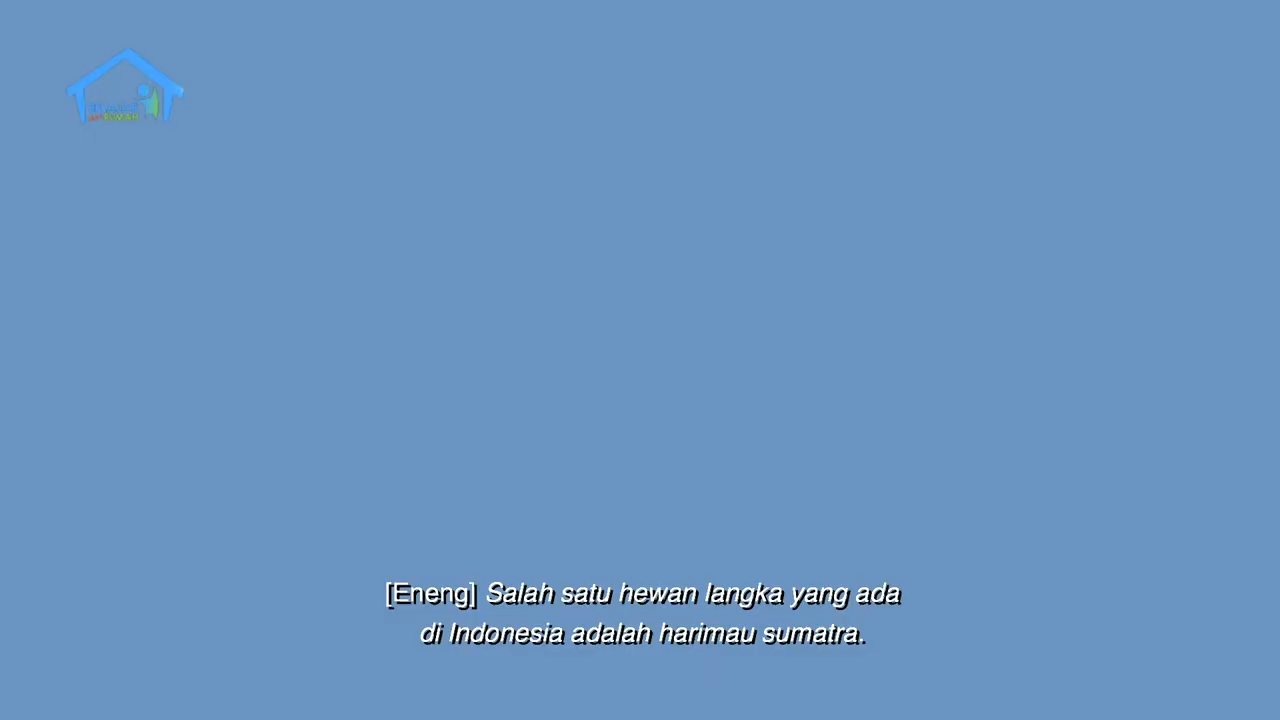 [Eneng] Salah satu hewan langka yang ada
di Indonesia adalah harimau sumatra.